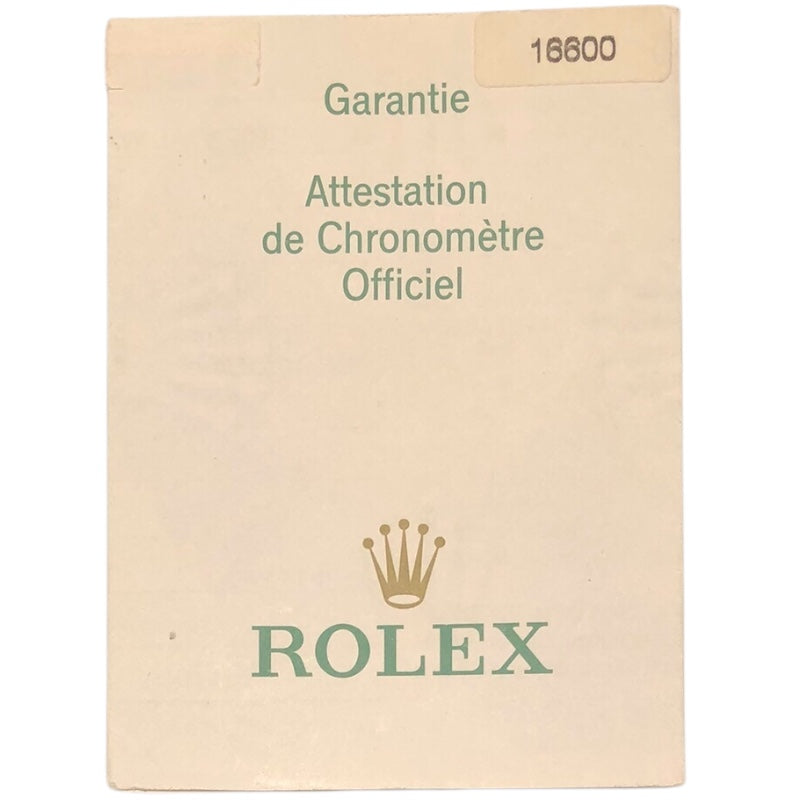 16600
Garantie
Attestation
de Chronomètre
Officiel
ROLEX